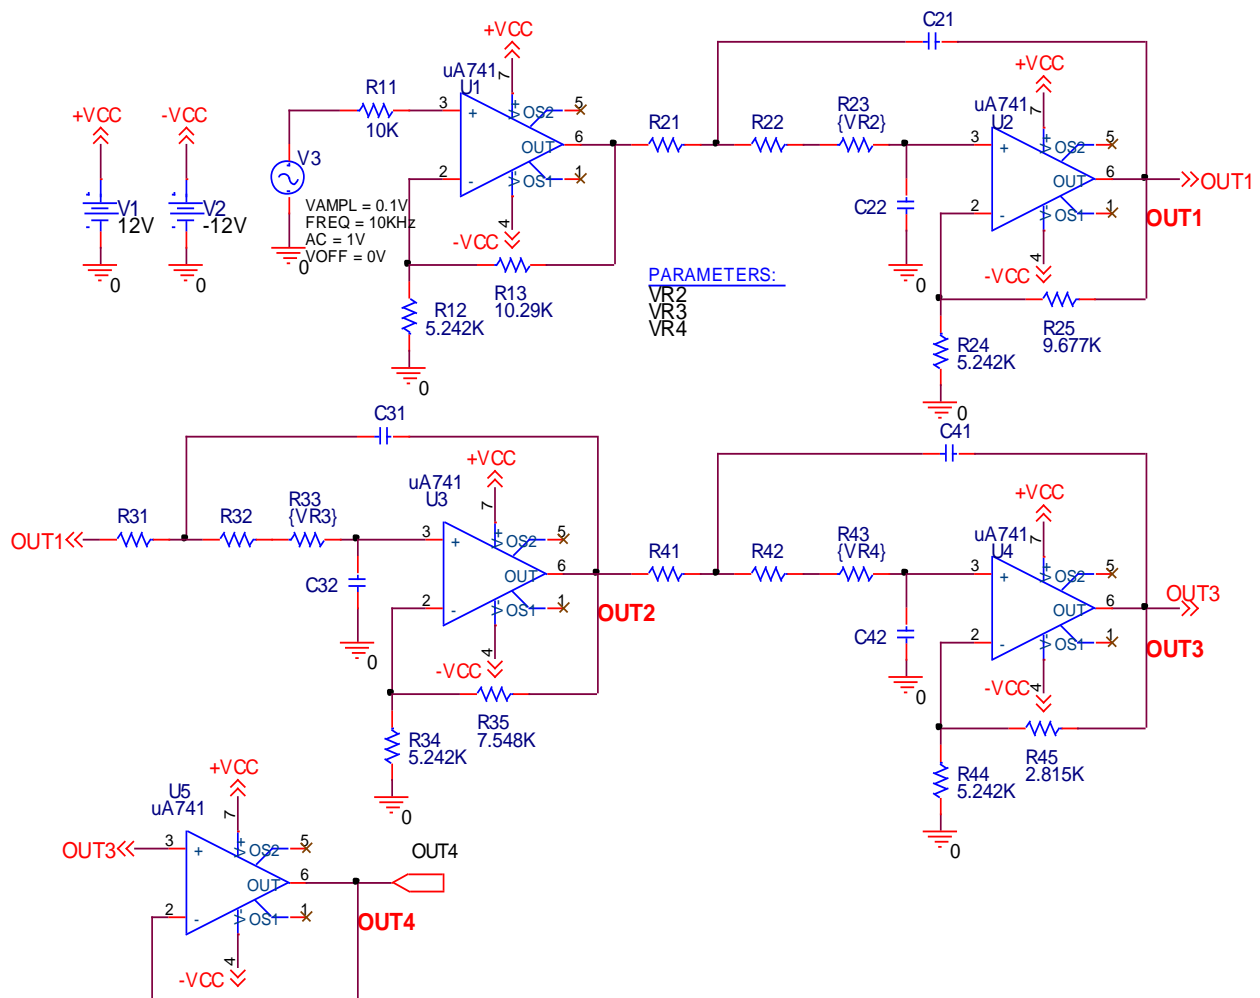 C21
+VCC
uA741
U1
7
R11
10K
3
+
V+
OS2
5
6
OUT
OS1
1
2
-
V-
4
-VCC
+VCC
-VCC
V1
12V
V2
-12V
0
0
V3
VAMPL = 0.1V
FREQ = 10KHz
AC = 1V
VOFF = 0V
0
R13
10.29K
R12
5.242K
0
PARAMETERS:
VR2
VR3
VR4
R21
R22
R23
{VR2}
C22
0
+VCC
uA741
U2
7
3
+
V+
OS2
5
6
OUT
OS1
1
2
-
V-
4
-VCC
OUT1
OUT1
R25
9.677K
R24
5.242K
0
C31
OUT1
R31
R32
R33
{VR3}
C32
0
+VCC
uA741
U3
7
3
+
V+
OS2
5
6
OUT
OS1
1
2
-
V-
4
-VCC
OUT2
R35
7.548K
R34
5.242K
0
C41
R41
R42
R43
{VR4}
C42
0
+VCC
uA741
U4
7
3
+
V+
OS2
5
6
OUT
OS1
1
2
-
V-
4
-VCC
OUT3
OUT3
R45
2.815K
R44
5.242K
0
+VCC
U5
uA741
7
OUT3
3
+
V+
OS2
5
6
OUT
OS1
1
2
-
V-
4
-VCC
OUT4
OUT4